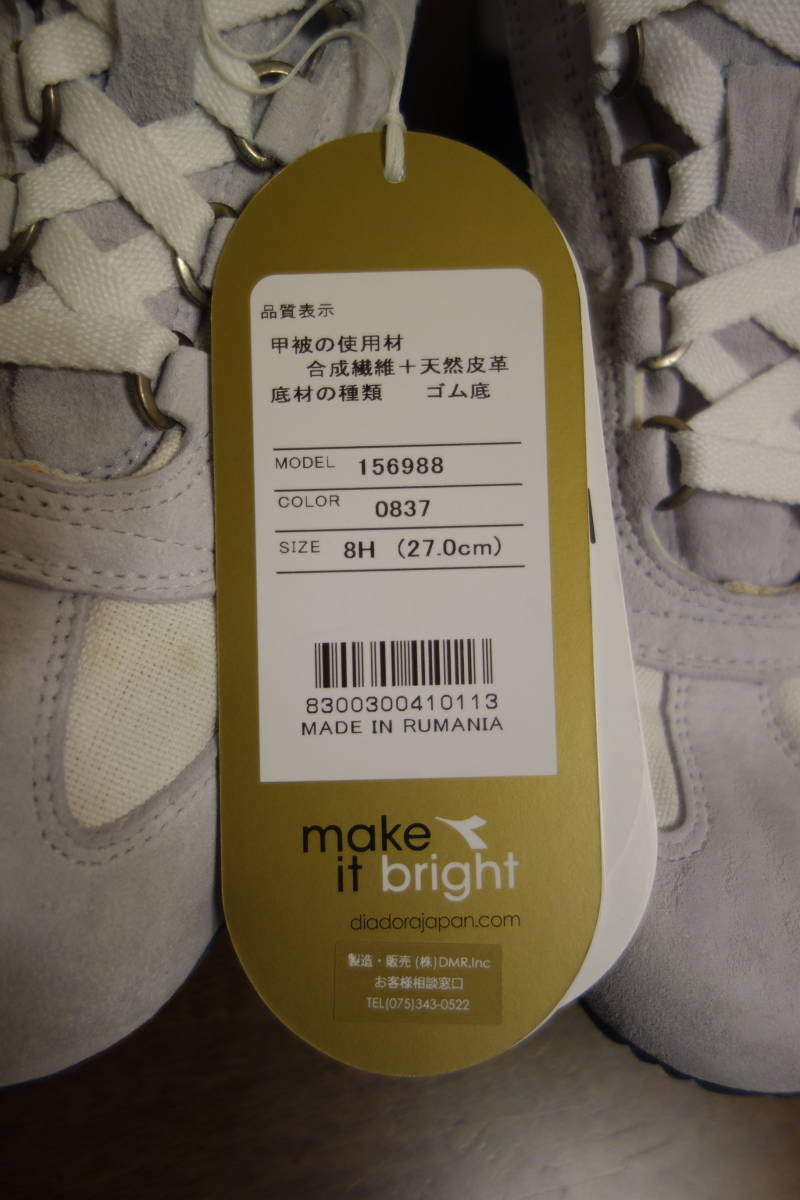 品質表示
甲被の使用材
合成繊維＋天然皮革
底材の種類　ゴム底
MODEL 156988
COLOR 0837
SIZE 8H (27.0cm)
8300300410113
MADE IN RUMANIA
make
it bright
diadorajapan.com
製造・販売 (株)DMR.Inc
お客様相談窓口
TEL(075)343-0522